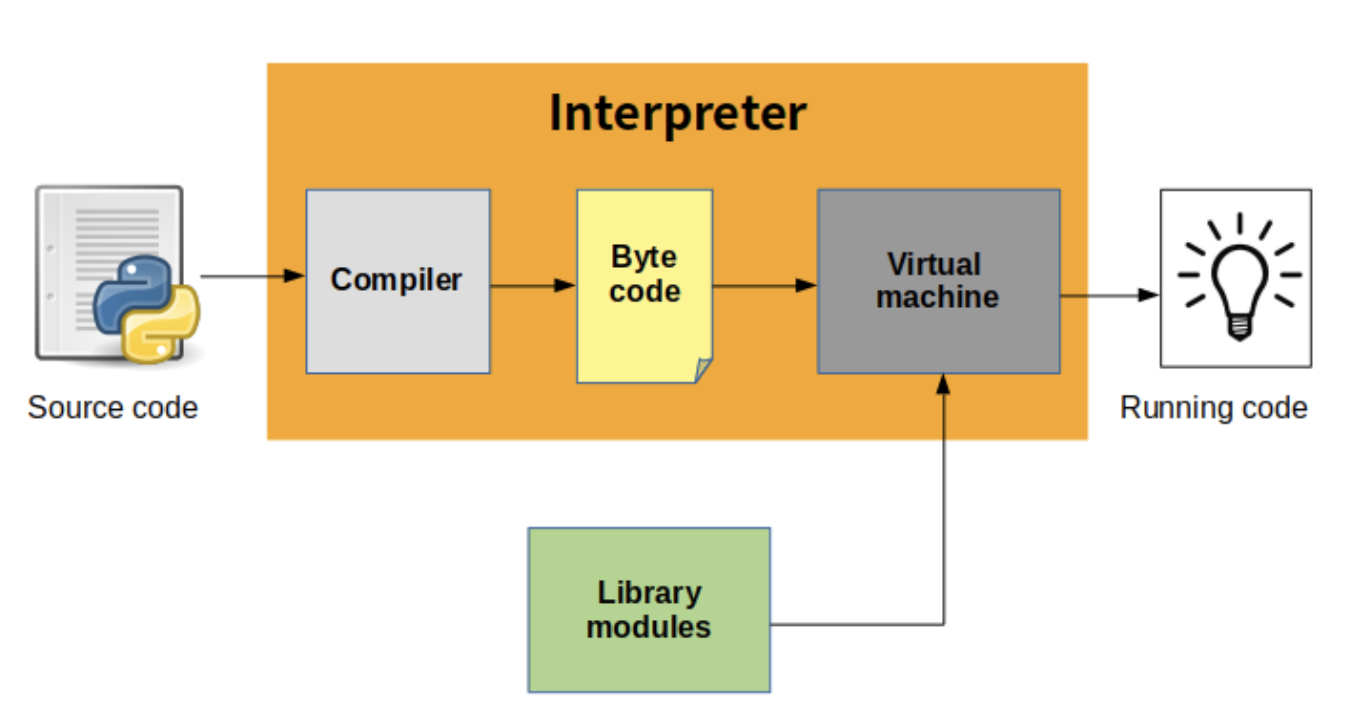 Interpreter
Compiler
Byte
code
Virtual
machine
Source code
Running code
Library
modules